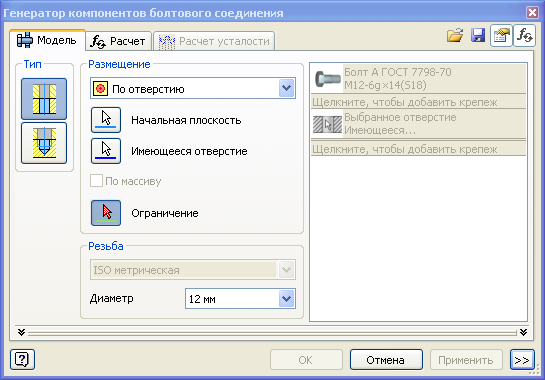 Генератор компонентов болтового соединения
Модель
Расчет
Расчет усталости
Тип
Размещение
По отверстию
Начальная плоскость
Имеющееся отверстие
По массиву
Ограничение
Резьба
ISO метрическая
Диаметр
12 мм
Болт А ГОСТ 7798-70
M12-6g×14(S18)
Щелкните, чтобы добавить крепеж
Выбранное отверстие
Имеющееся...
Щелкните, чтобы добавить крепеж
OK
Отмена
Применить
>>